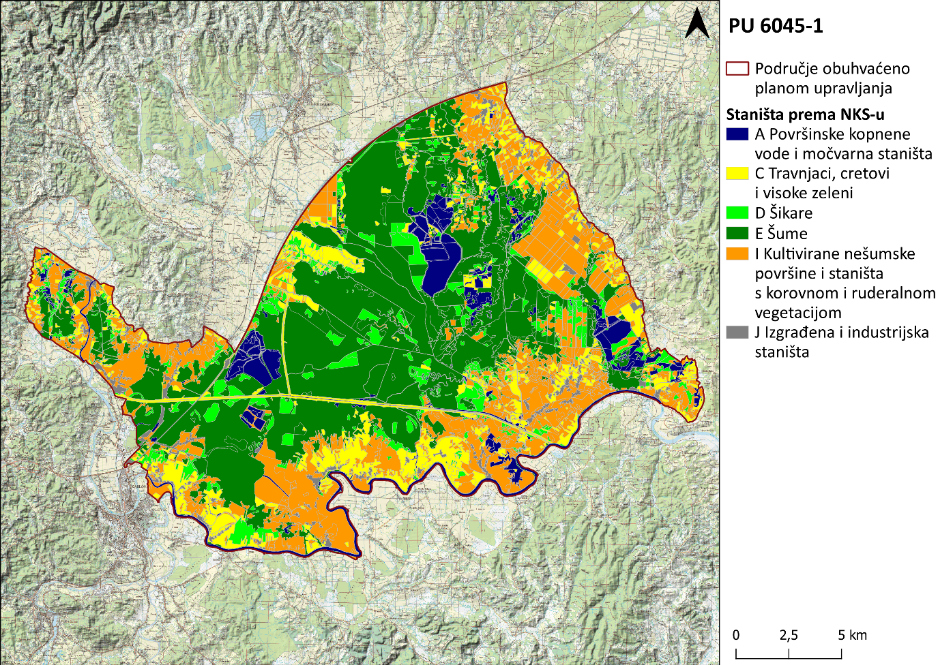 PU 6045-1
Područje obuhvaćeno
planom upravljanja
Staništa prema NKS-u
A Površinske kopnene
vode i močvarna staništa
C Travnjaci, cretovi
i visoke zeleni
D Šikare
E Šume
I Kultivirane nešumske
površine i staništa
s korovnom i ruderalnom
vegetacijom
J Izgrađena i industrijska
staništa
0 2,5 5 km